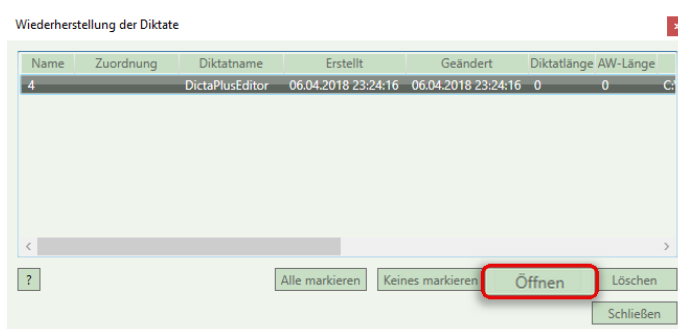 Wiederherstellung der Diktate
Name Zuordnung Diktatname Erstellt Geändert Diktatlänge AW-Länge
4 DictaPlusEditor 06.04.2018 23:24:16 06.04.2018 23:24:16 0 0 C:\
? Alle markieren Keines markieren Öffnen Löschen
Schließen